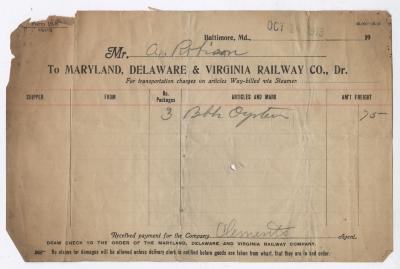 Baltimore, Md., OCT 1913 19
Mr. Robison
To MARYLAND, DELAWARE & VIRGINIA RAILWAY CO., Dr.
For transportation charges on articles Way-billed via Steamer
SHIPPER. FROM No. Packages ARTICLES AND MARK AM'T FREIGHT
3 Bbls Oysters 75
Received payment for the Company, Clements Agent.
DRAW CHECK TO THE ORDER OF THE MARYLAND, DELAWARE AND VIRGINIA RAILWAY COMPANY.
No claims for damages will be allowed unless delivery clerk is notified before goods are taken from wharf, that they are in bad order.